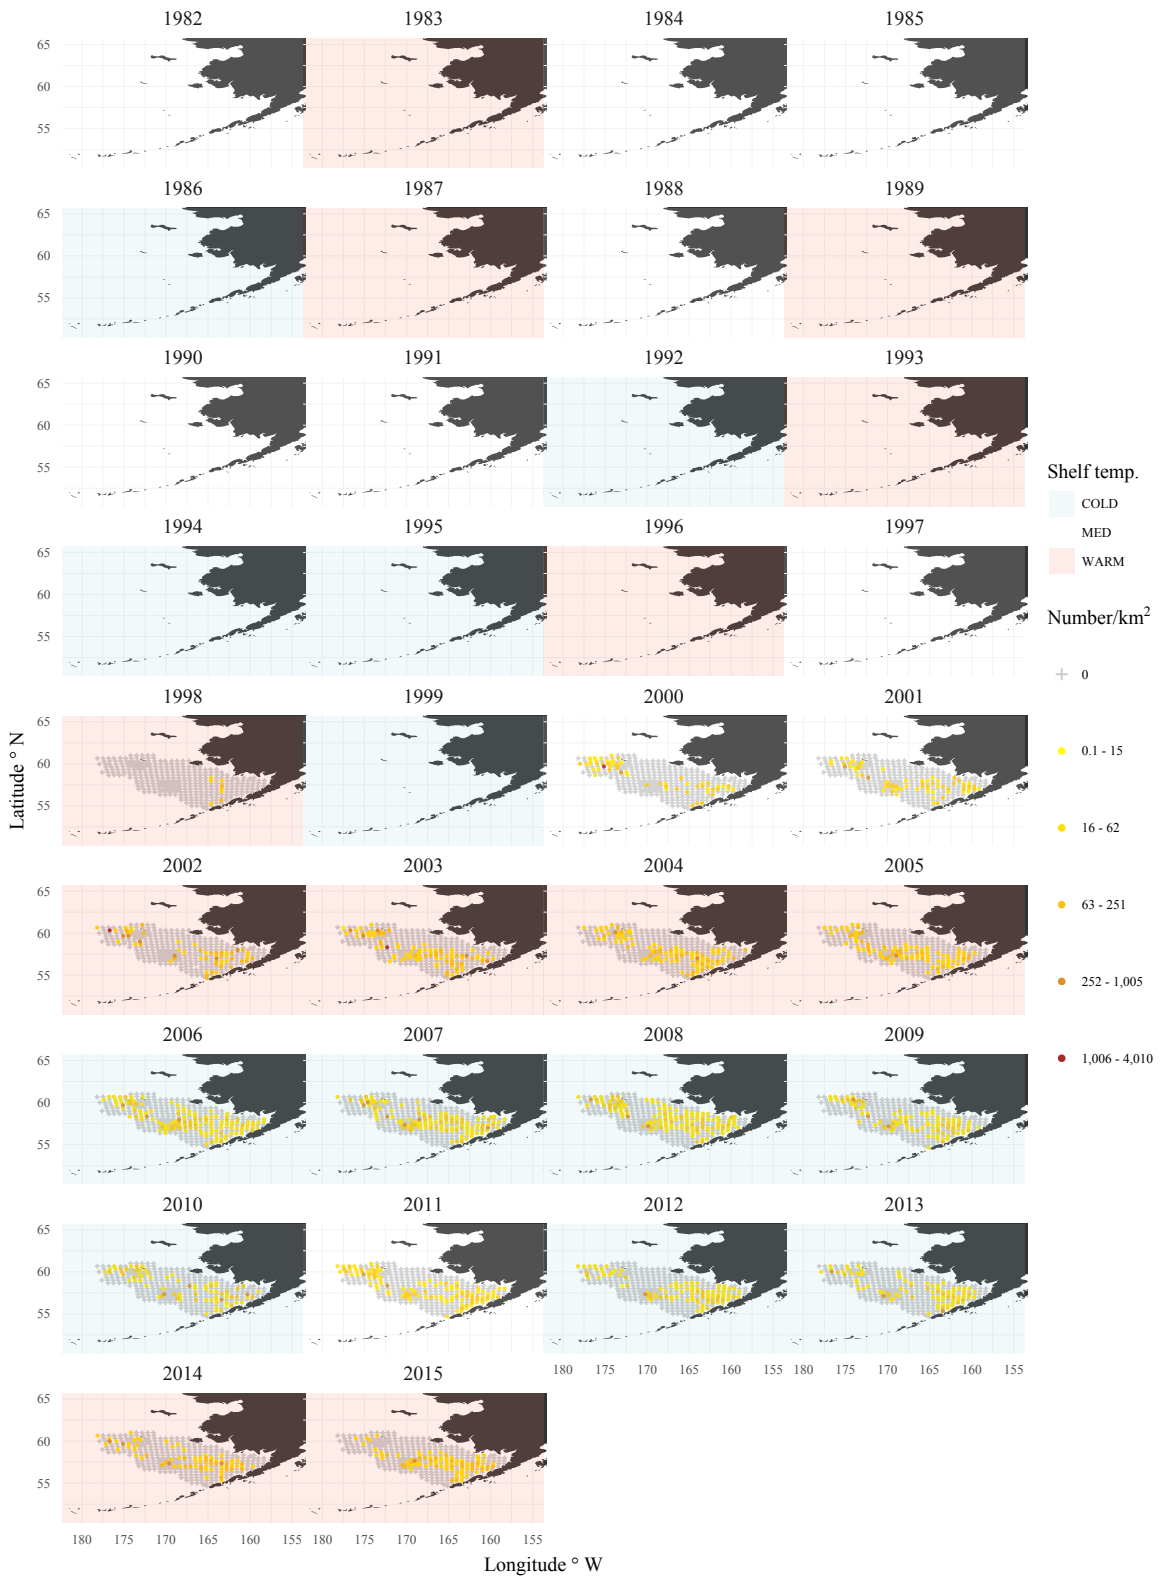 1982 1983 1984 1985
65
60
55
1986 1987 1988 1989
65
60
55
1990 1991 1992 1993
65
60
55
1994 1995 1996 1997
65
60
55
1998 1999 2000 2001
65
60
55
2002 2003 2004 2005
65
60
55
2006 2007 2008 2009
65
60
55
2010 2011 2012 2013
65
60
55
180 175 170 165 160 155 180 175 170 165 160 155
2014 2015
65
60
55
180 175 170 165 160 155 180 175 170 165 160 155
Longitude ° W
Latitude ° N
Shelf temp.
COLD
MED
WARM
Number/km²
0
0.1 - 15
16 - 62
63 - 251
252 - 1,005
1,006 - 4,010